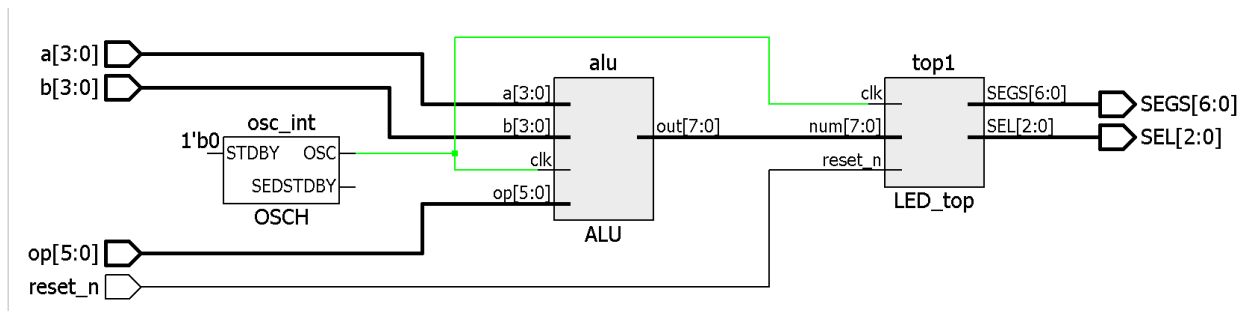 a[3:0]
b[3:0]
op[5:0]
reset_n
osc_int
1'b0
STDBY OSC
SEDSTDBY
OSCH
alu
a[3:0]
b[3:0]
clk
op[5:0]
out[7:0]
ALU
top1
clk
num[7:0]
reset_n
SEGS[6:0]
SEL[2:0]
LED_top
SEGS[6:0]
SEL[2:0]